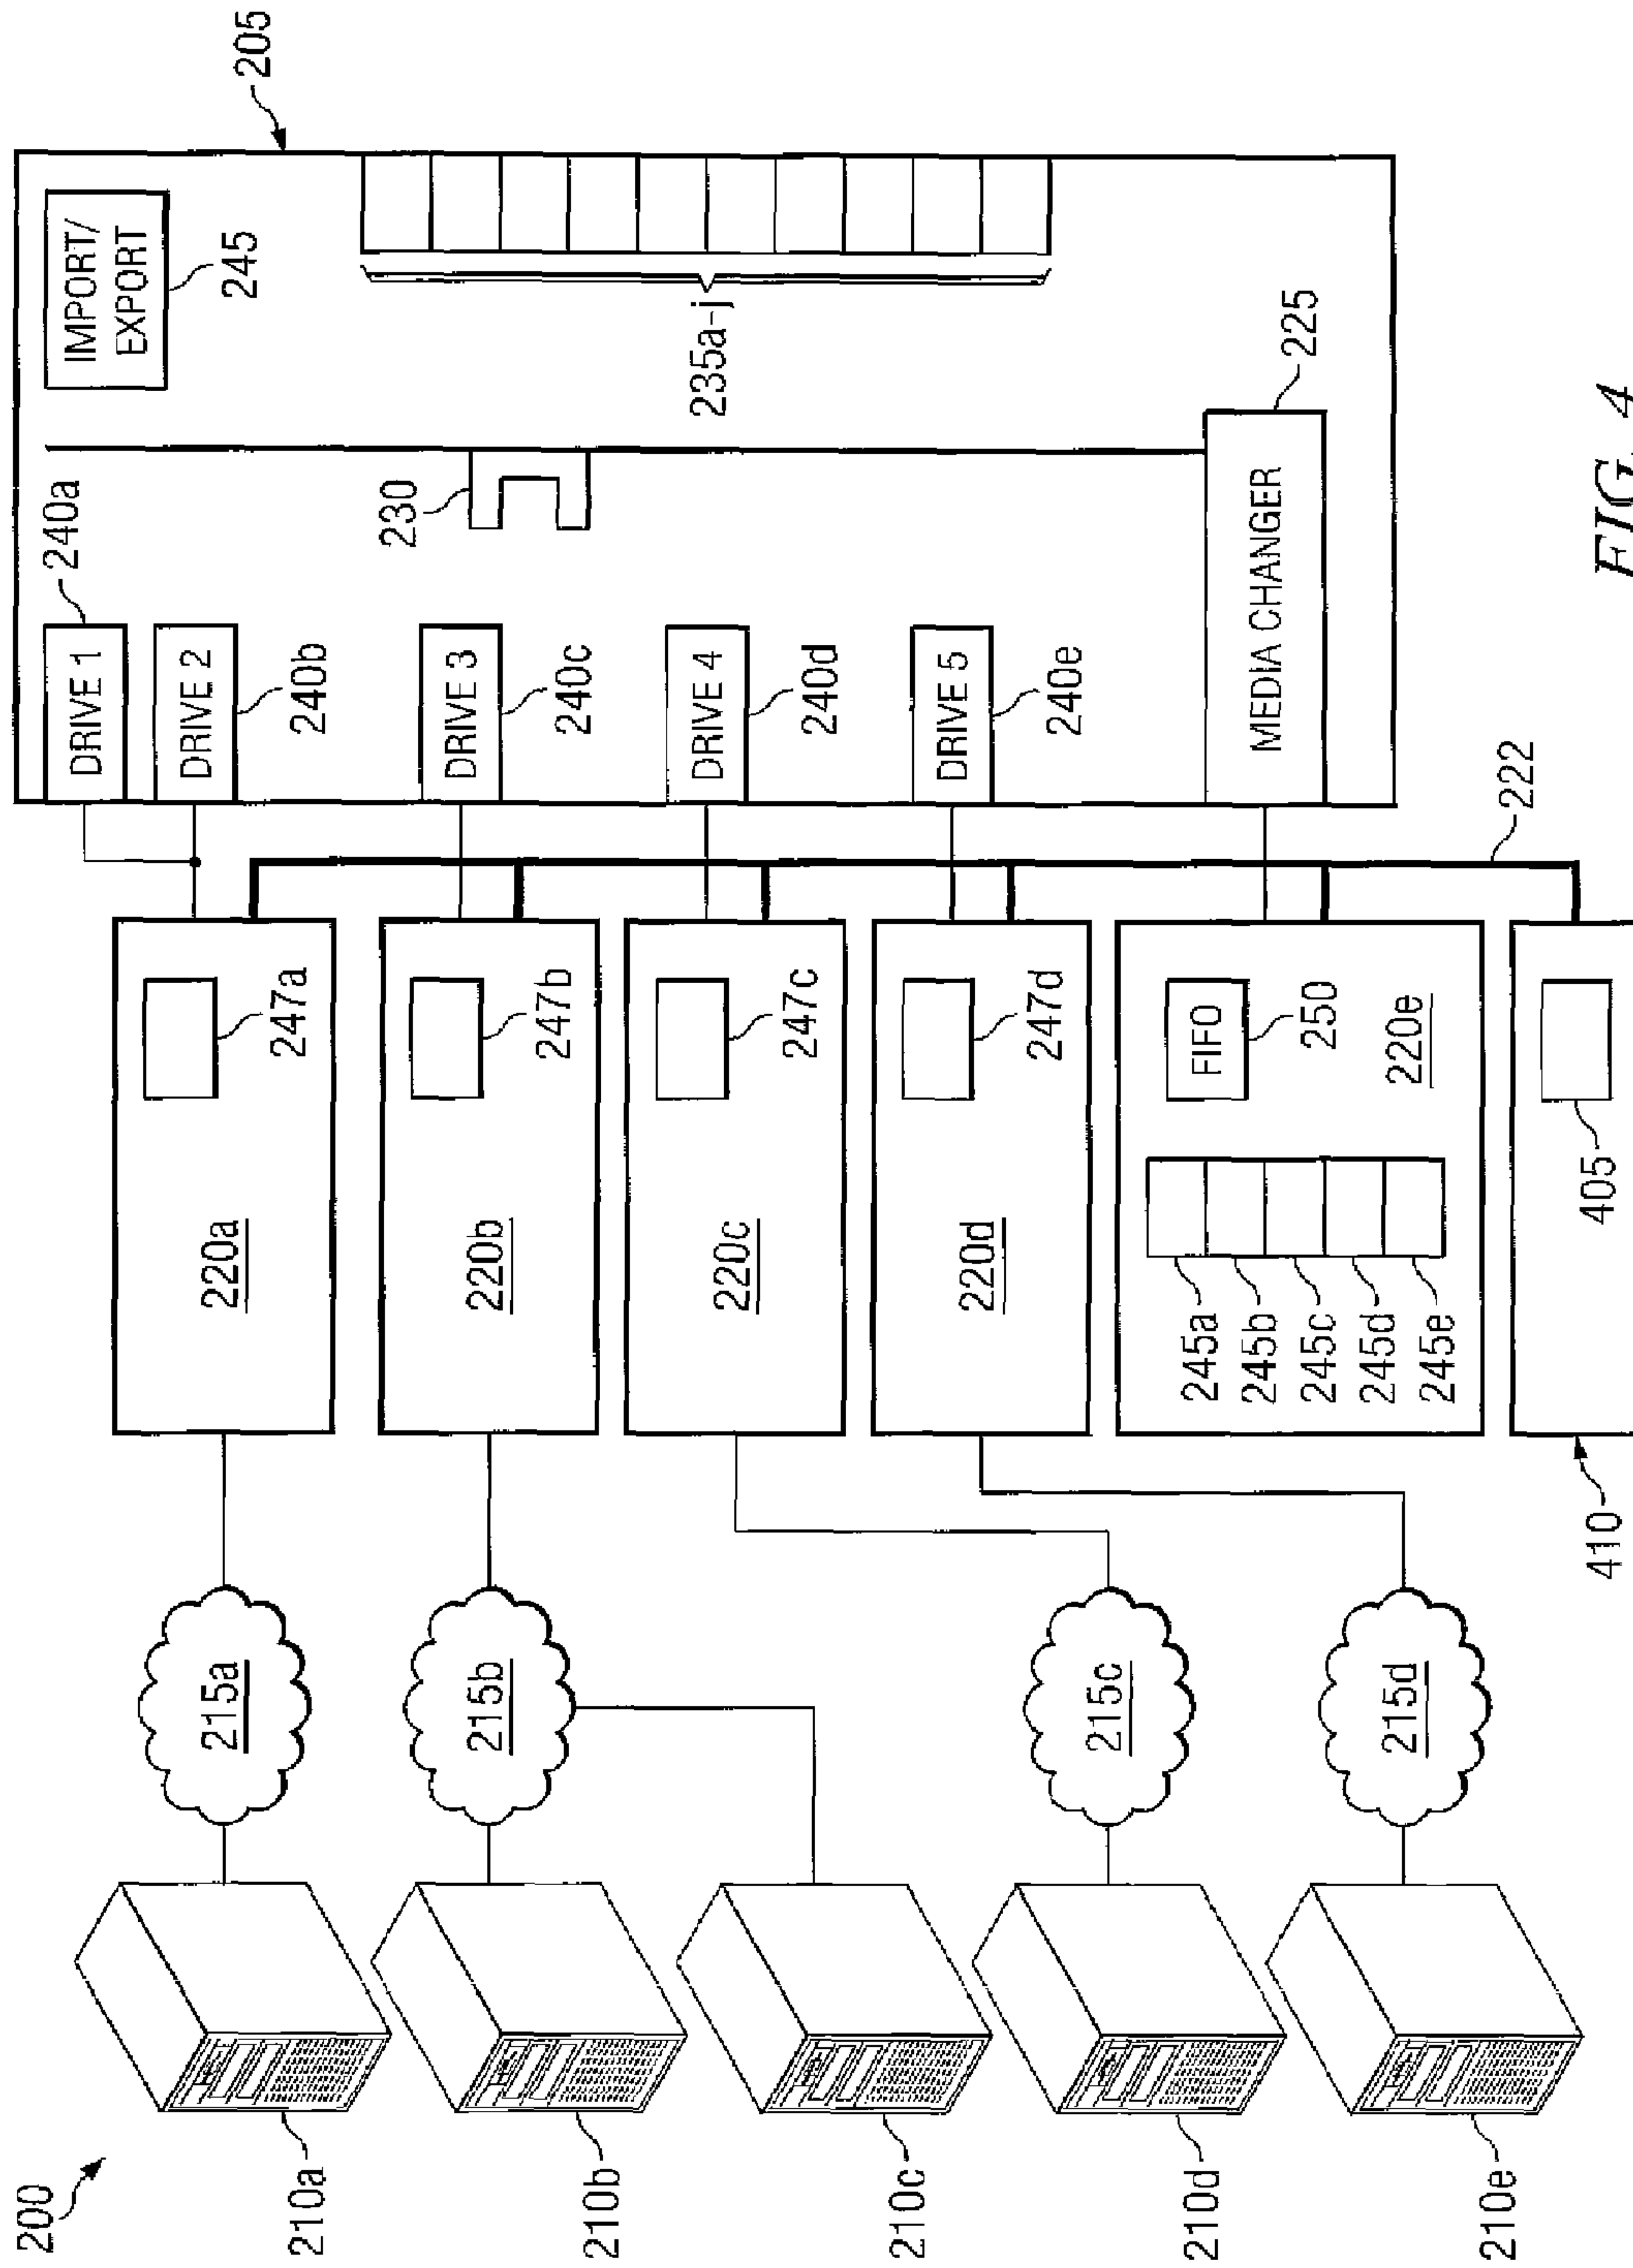 200
210a
210b
210c
210d
210e
215a
215b
215c
215d
220a
247a
220b
247b
220c
247c
220d
247d
245a
245b
245c
245d
245e
FIFO
250
220e
410
405
222
DRIVE 1
240a
DRIVE 2
240b
DRIVE 3
240c
DRIVE 4
240d
DRIVE 5
240e
MEDIA CHANGER
225
230
IMPORT/
EXPORT
245
235a-j
205
FIG. 4